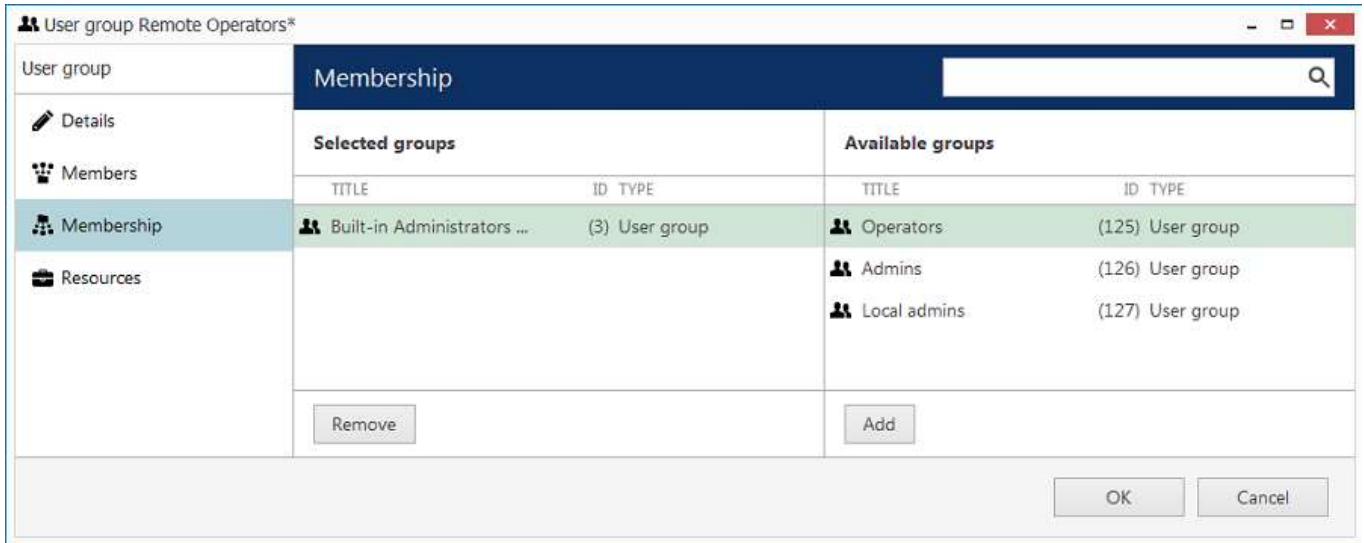 User group Remote Operators*
User group
Membership
Details
Members
Membership
Resources
Selected groups
TITLE ID TYPE
Built-in Administrators ... (3) User group
Remove
Available groups
TITLE ID TYPE
Operators (125) User group
Admins (126) User group
Local admins (127) User group
Add
OK Cancel